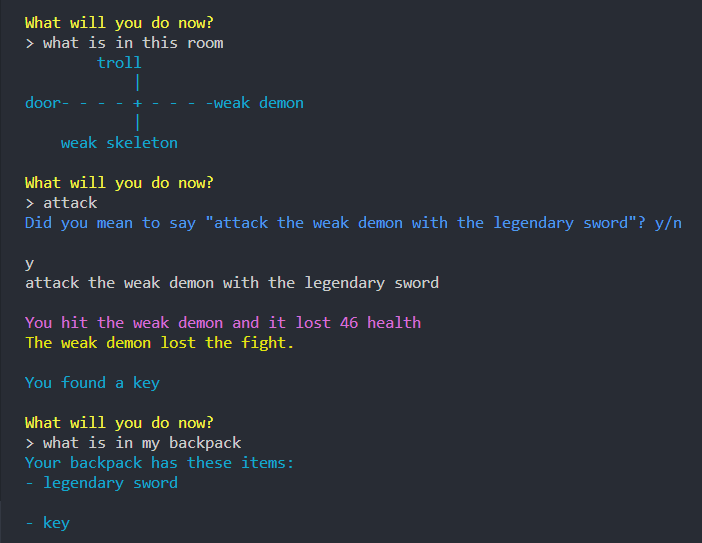 What will you do now?
> what is in this room
troll
|
door- - - - + - - - -weak demon
|
weak skeleton
What will you do now?
> attack
Did you mean to say "attack the weak demon with the legendary sword"? y/n
y
attack the weak demon with the legendary sword
You hit the weak demon and it lost 46 health
The weak demon lost the fight.
You found a key
What will you do now?
> what is in my backpack
Your backpack has these items:
- legendary sword
- key